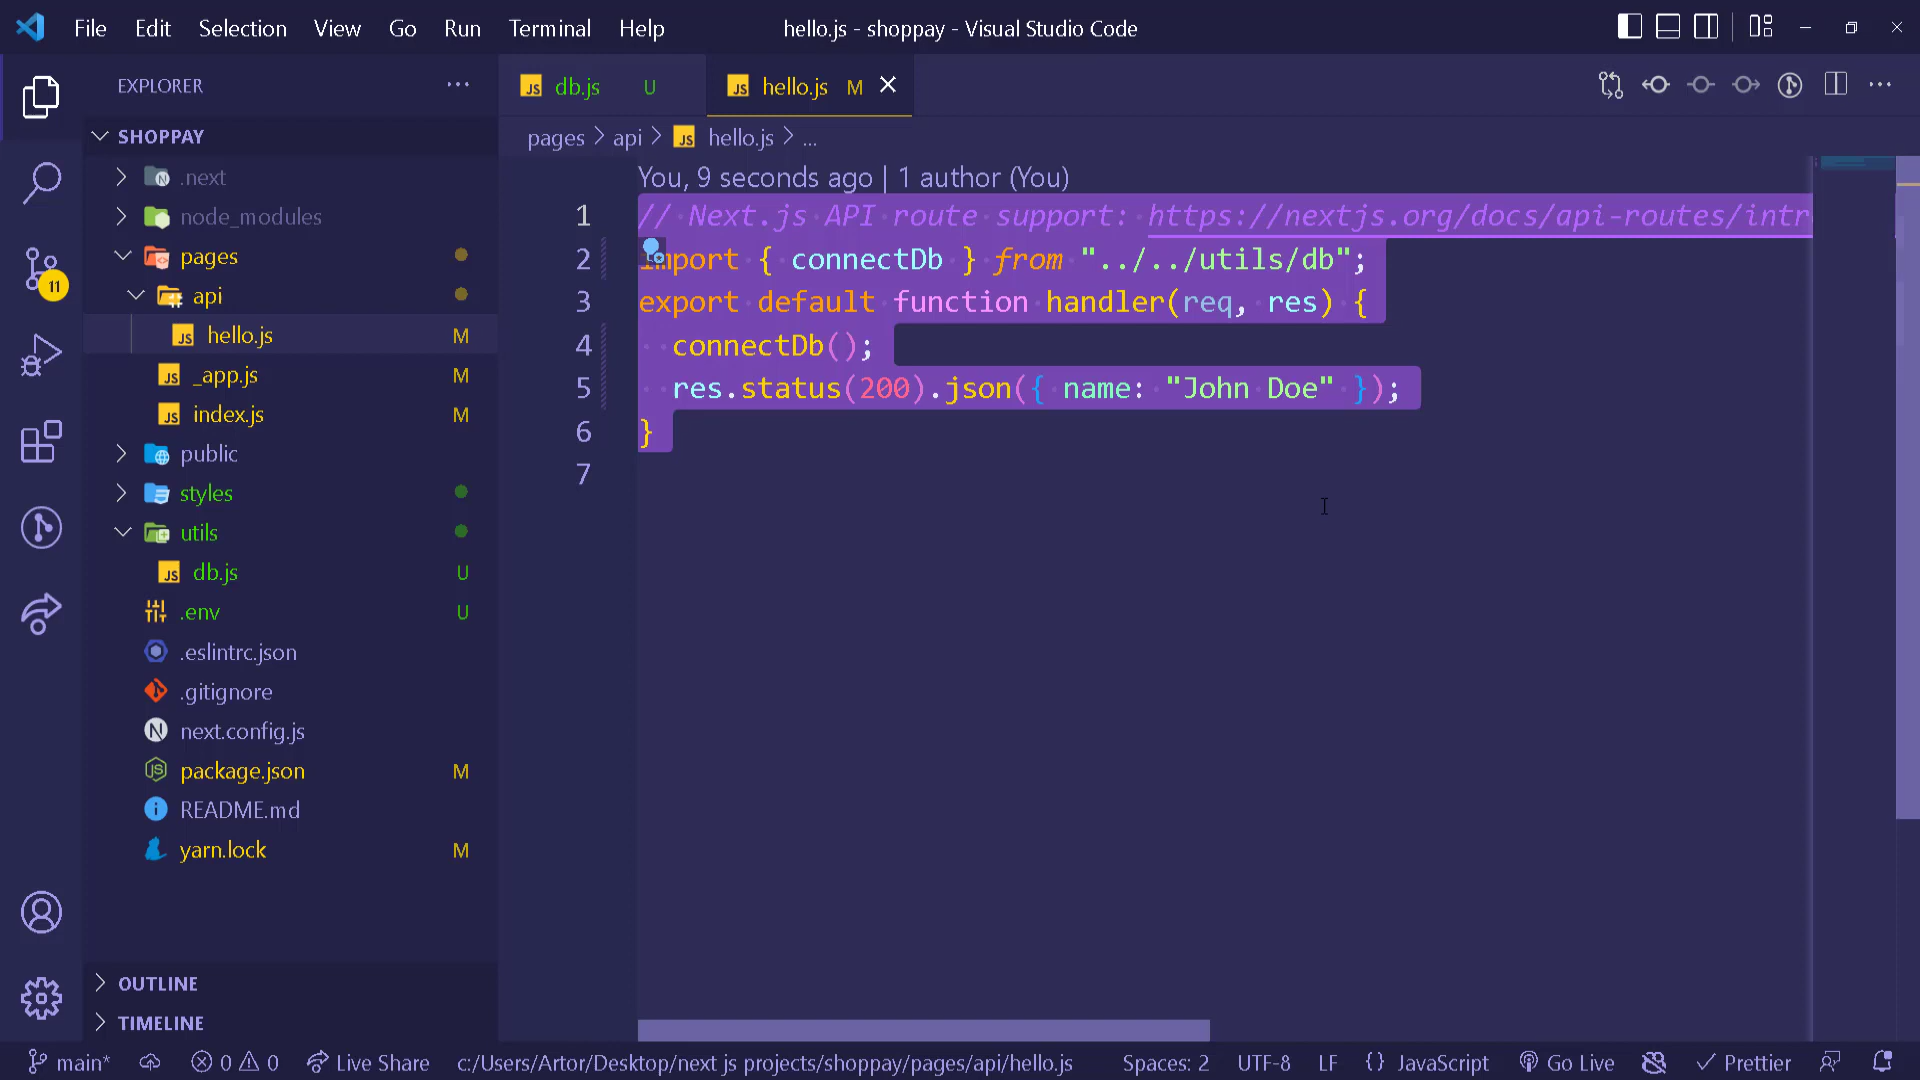 File Edit Selection View Go Run Terminal Help
hello.js - shoppay - Visual Studio Code
EXPLORER
SHOPPAY
.next
node_modules
pages
api
hello.js M
_app.js M
index.js M
public
styles
utils
db.js U
.env U
.eslintrc.json
.gitignore
next.config.js
package.json M
README.md
yarn.lock M
OUTLINE
TIMELINE
11
db.js U
hello.js M
pages > api > JS hello.js > ...
You, 9 seconds ago | 1 author (You)
1 // Next.js API route support: https://nextjs.org/docs/api-routes/intr
2 import { connectDb } from "../../utils/db";
3 export default function handler(req, res) {
4 connectDb();
5 res.status(200).json({ name: "John Doe" });
6 }
7
main* 0 0 Live Share c:/Users/Artor/Desktop/next js projects/shoppay/pages/api/hello.js Spaces: 2 UTF-8 LF {} JavaScript Go Live Prettier